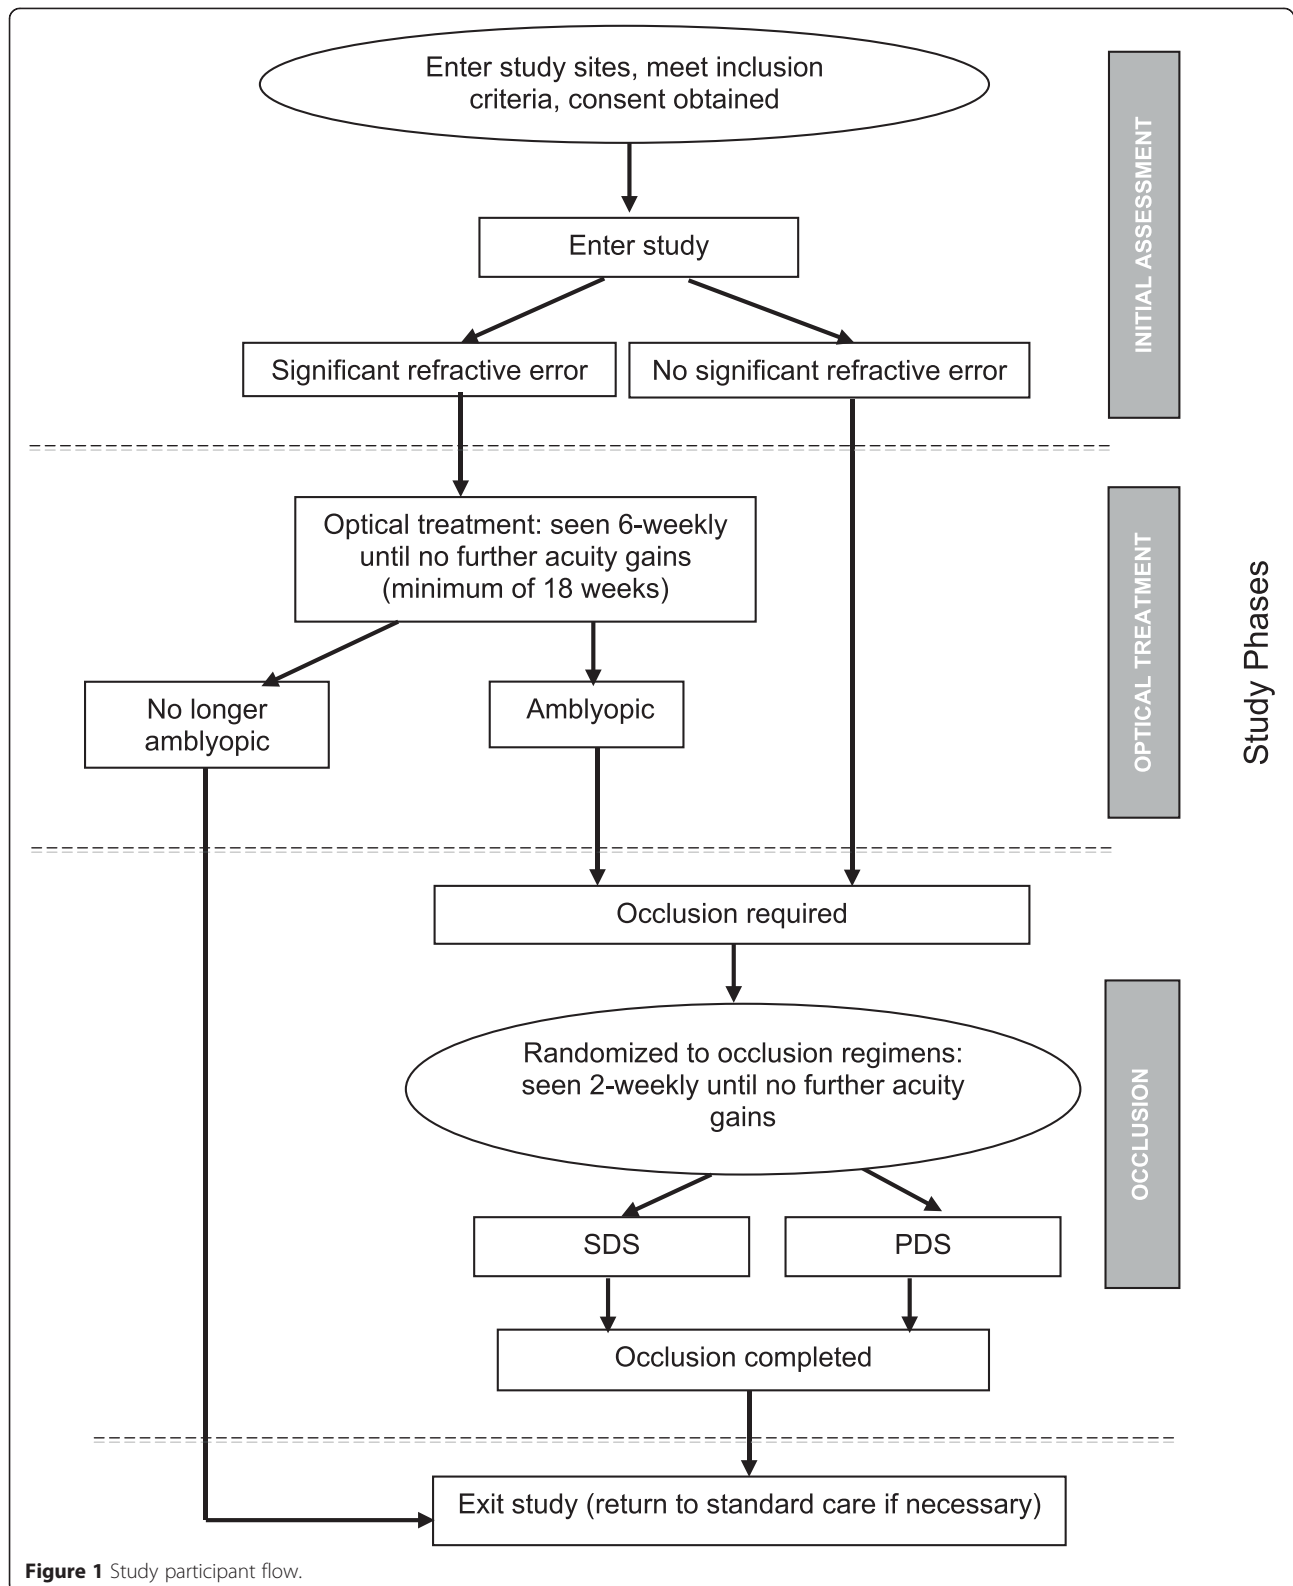 Enter study sites, meet inclusion
criteria, consent obtained
Enter study
Significant refractive error
No significant refractive error
INITIAL ASSESSMENT
Optical treatment: seen 6-weekly
until no further acuity gains
(minimum of 18 weeks)
No longer
amblyopic
Amblyopic
OPTICAL TREATMENT
Study Phases
Occlusion required
Randomized to occlusion regimens:
seen 2-weekly until no further acuity
gains
SDS
PDS
OCCLUSION
Occlusion completed
Exit study (return to standard care if necessary)
Figure 1 Study participant flow.